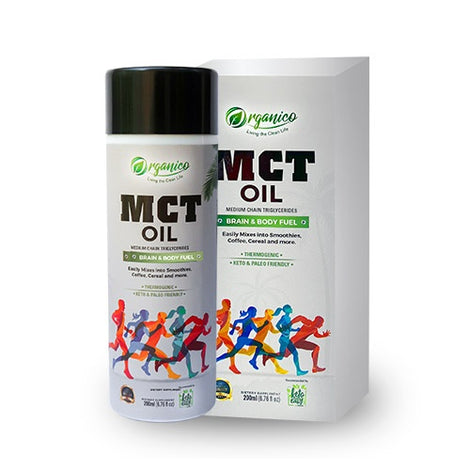 Organico
Living the Clean Life
MCT
OIL
MEDIUM CHAIN TRIGLYCERIDES
BRAIN & BODY FUEL
Easily Mixes into Smoothies,
Coffee, Cereal and more.
• THERMOGENIC •
• KETO & PALEO FRIENDLY •
DIETARY SUPPLEMENT
200ml (6.76 fl oz)
Organico
Living the Clean Life
MCT
OIL
MEDIUM CHAIN TRIGLYCERIDES
BRAIN & BODY FUEL
Easily Mixes into Smoothies,
Coffee, Cereal and more.
• THERMOGENIC •
• KETO & PALEO FRIENDLY •
DIETARY SUPPLEMENT
200ml (6.76 fl oz)